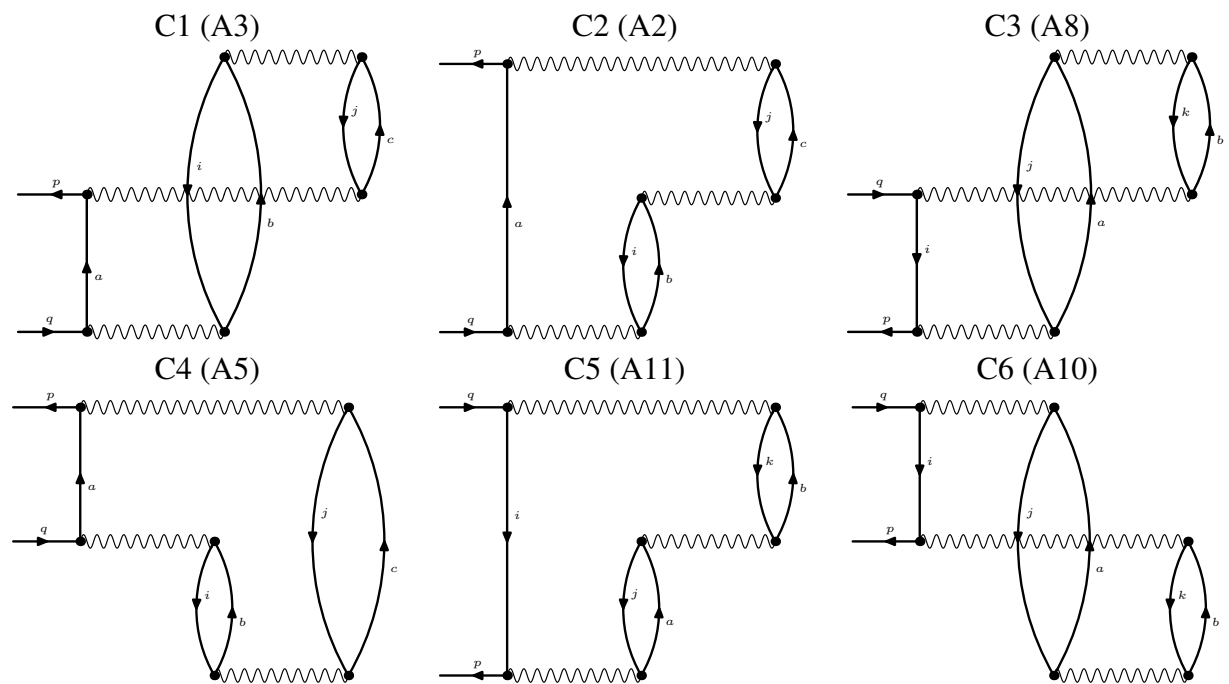 C1 (A3) C2 (A2) C3 (A8)
p a q i b j c
p a q i b j c
q i p j a k b
C4 (A5) C5 (A11) C6 (A10)
p a q i b j c
q i p j a k b
q i p j a k b